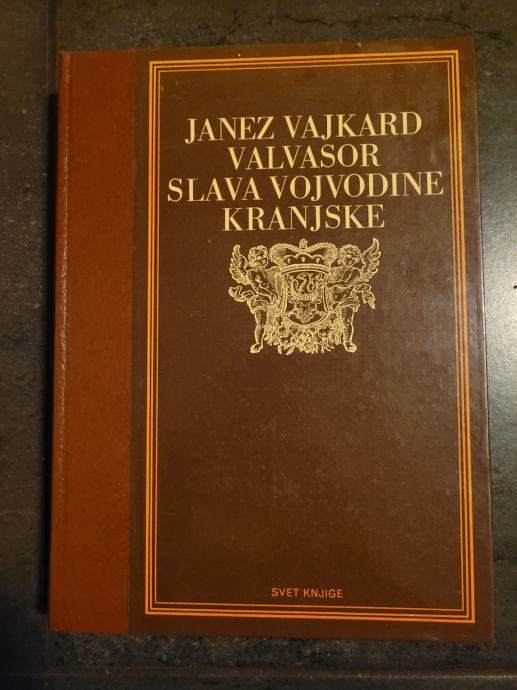 JANEZ VAJKARD
VALVASOR
SLAVA VOJVODINE
KRANJSKE
SVET KNJIGE